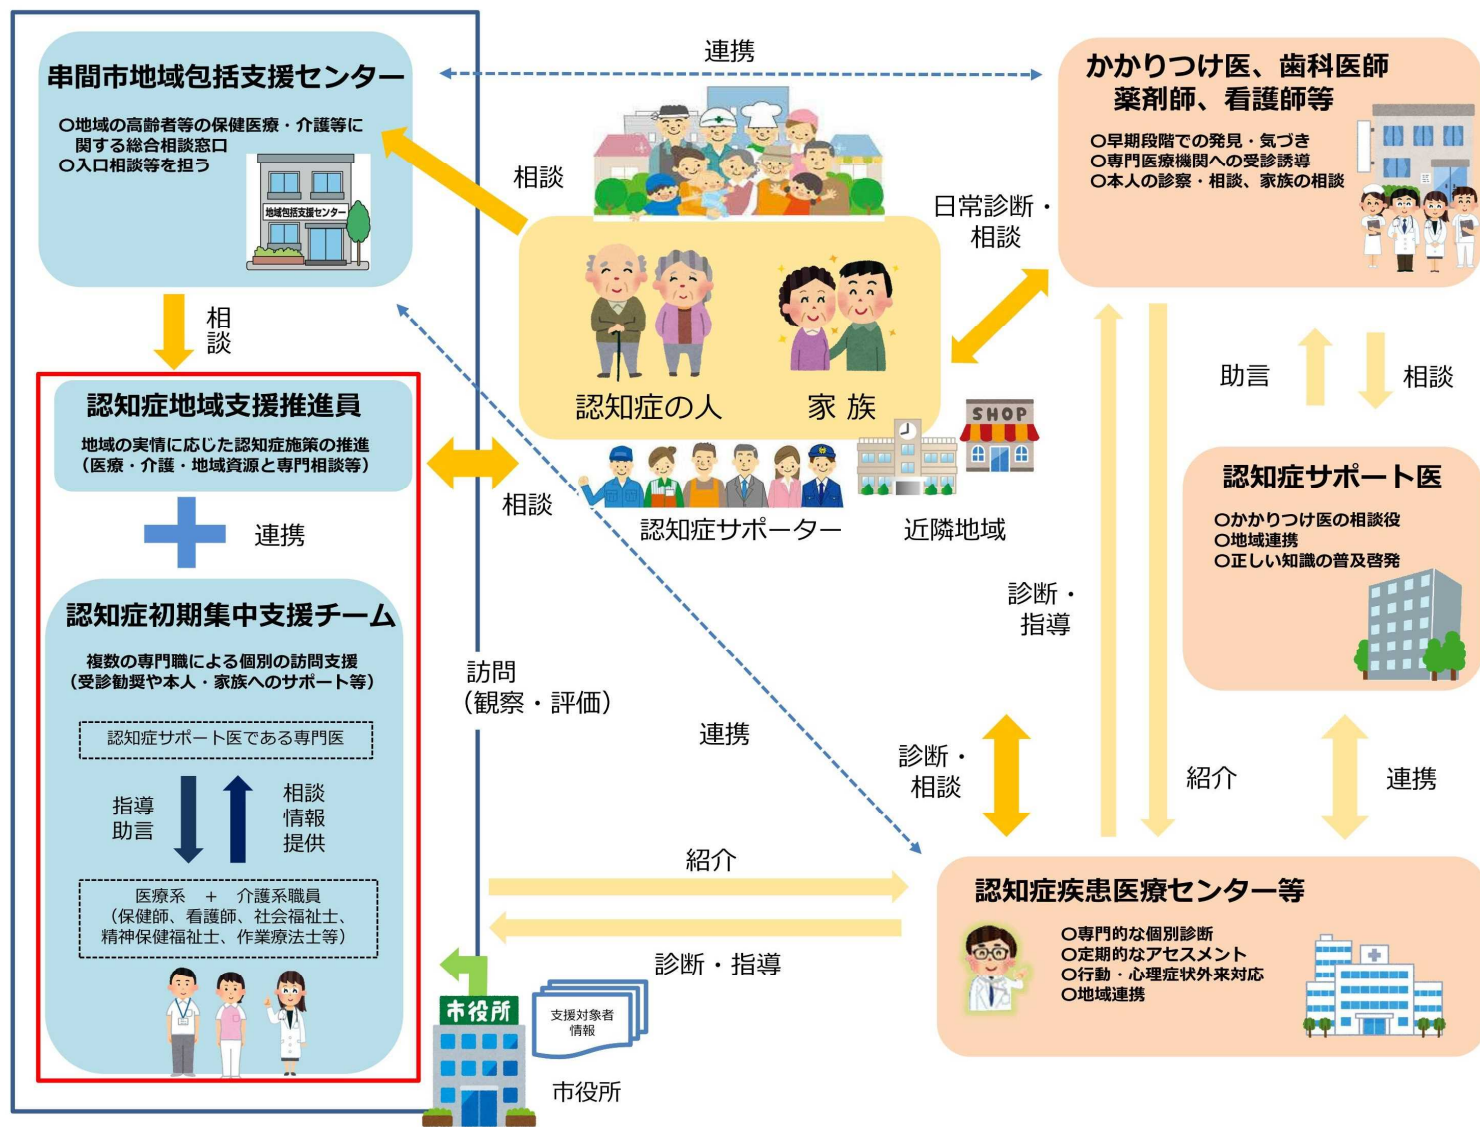 串間市地域包括支援センター
〇地域の高齢者等の保健医療・介護等に
関する総合相談窓口
〇入口相談等を担う
地域包括支援センター
連携
相談
日常診断・
相談
かかりつけ医、歯科医師
薬剤師、看護師等
〇早期段階での発見・気づき
〇専門医療機関への受診誘導
〇本人の診察・相談、家族の相談
相
談
認知症の人
家 族
SHOP
助言
相談
認知症地域支援推進員
地域の実情に応じた認知症施策の推進
（医療・介護・地域資源と専門相談等）
連携
相談
認知症サポーター
近隣地域
認知症サポート医
〇かかりつけ医の相談役
〇地域連携
〇正しい知識の普及啓発
認知症初期集中支援チーム
複数の専門職による個別の訪問支援
（受診勧奨や本人・家族へのサポート等）
認知症サポート医である専門医
指導
助言
相談
情報
提供
医療系　+　介護系職員
（保健師、看護師、社会福祉士、
精神保健福祉士、作業療法士等）
訪問
（観察・評価）
連携
診断・
指導
診断・
相談
紹介
連携
紹介
診断・指導
市役所
支援対象者
情報
市役所
認知症疾患医療センター等
〇専門的な個別診断
〇定期的なアセスメント
〇行動・心理症状外来対応
〇地域連携